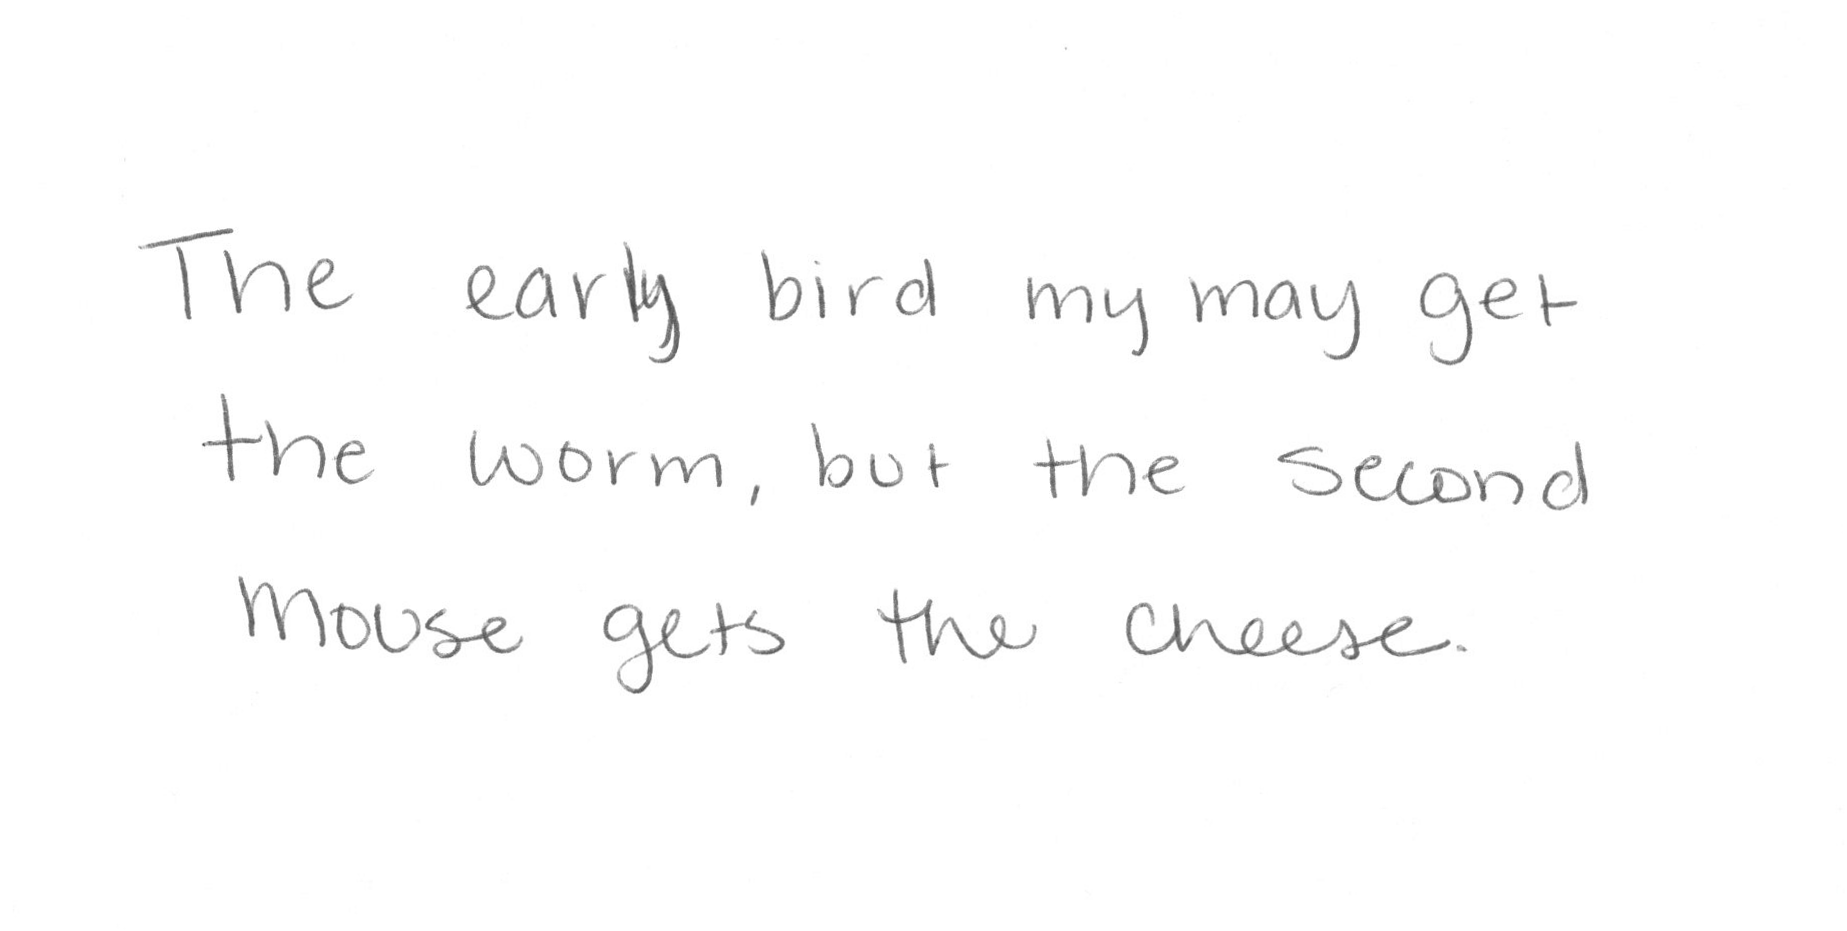 The early bird my may get
the worm, but the second
mouse gets the cheese.